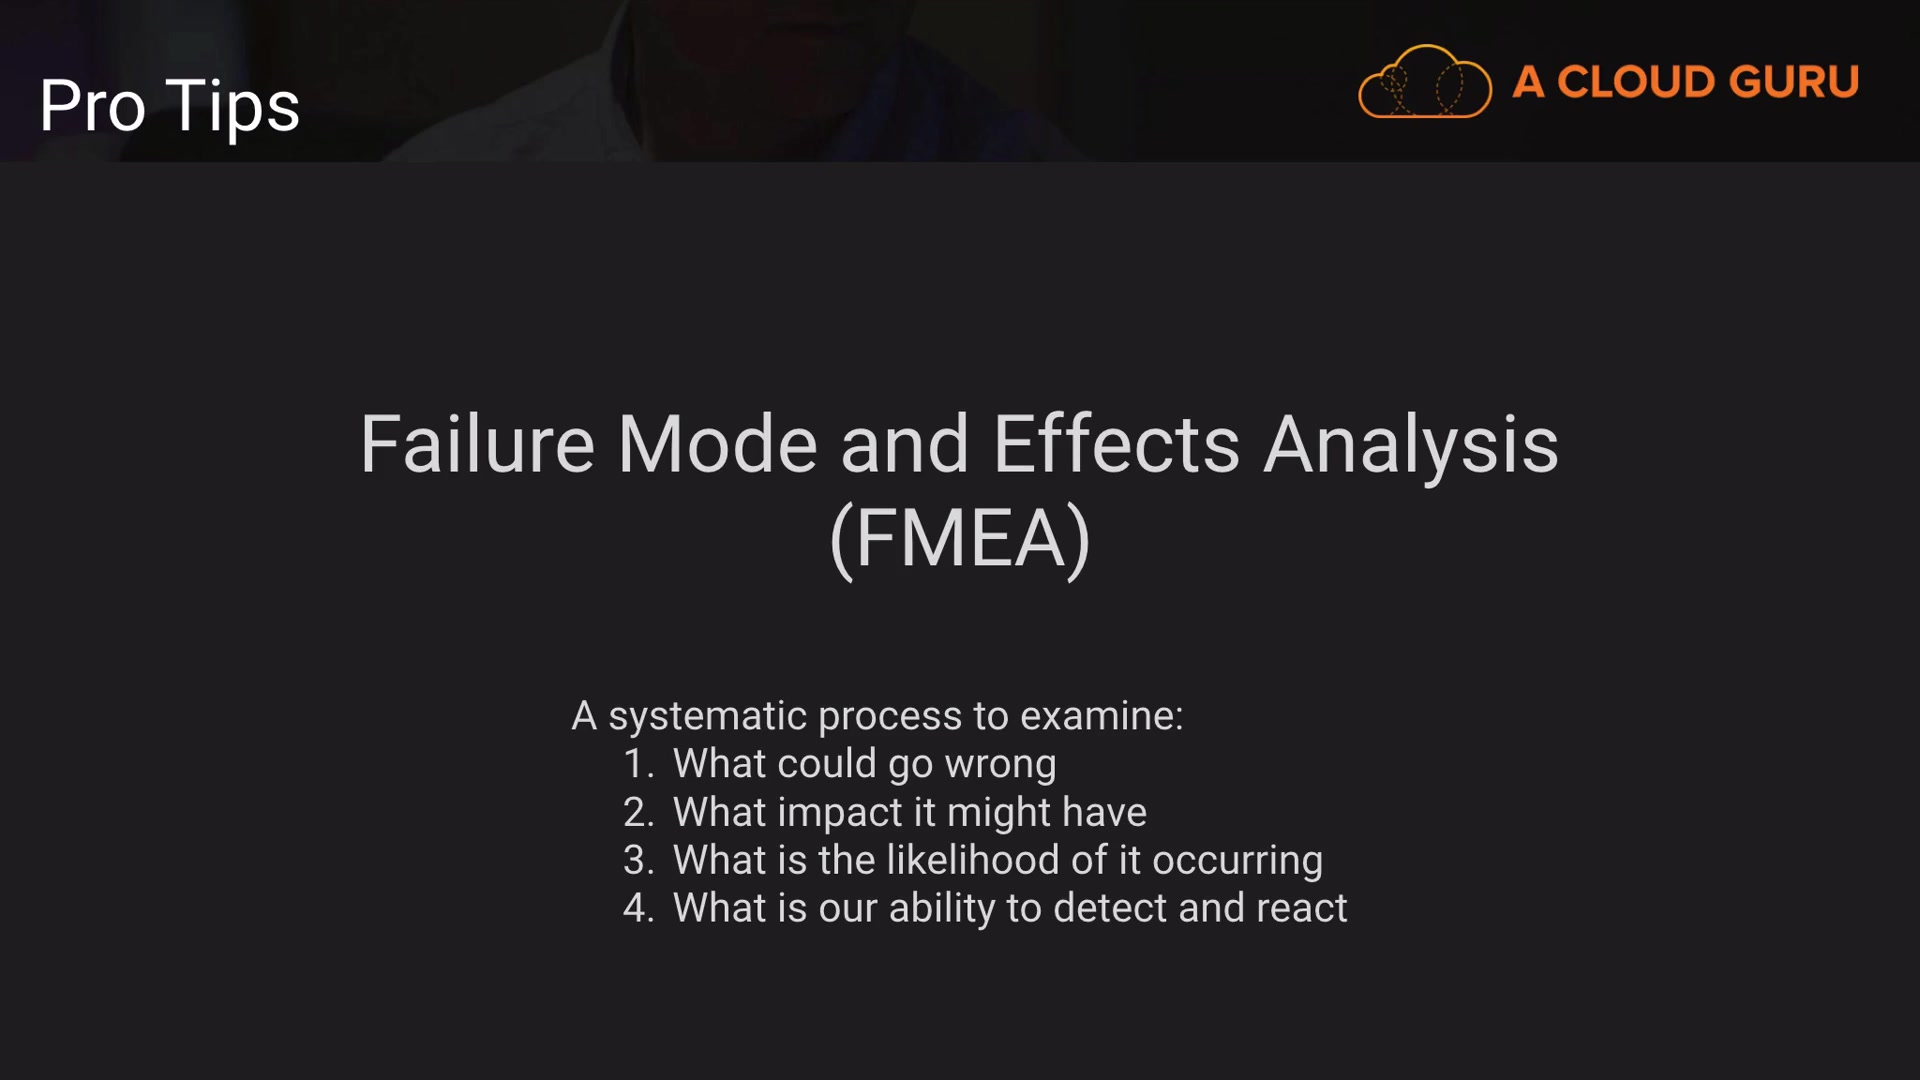 Pro Tips
A CLOUD GURU
Failure Mode and Effects Analysis
(FMEA)
A systematic process to examine:
1. What could go wrong
2. What impact it might have
3. What is the likelihood of it occurring
4. What is our ability to detect and react